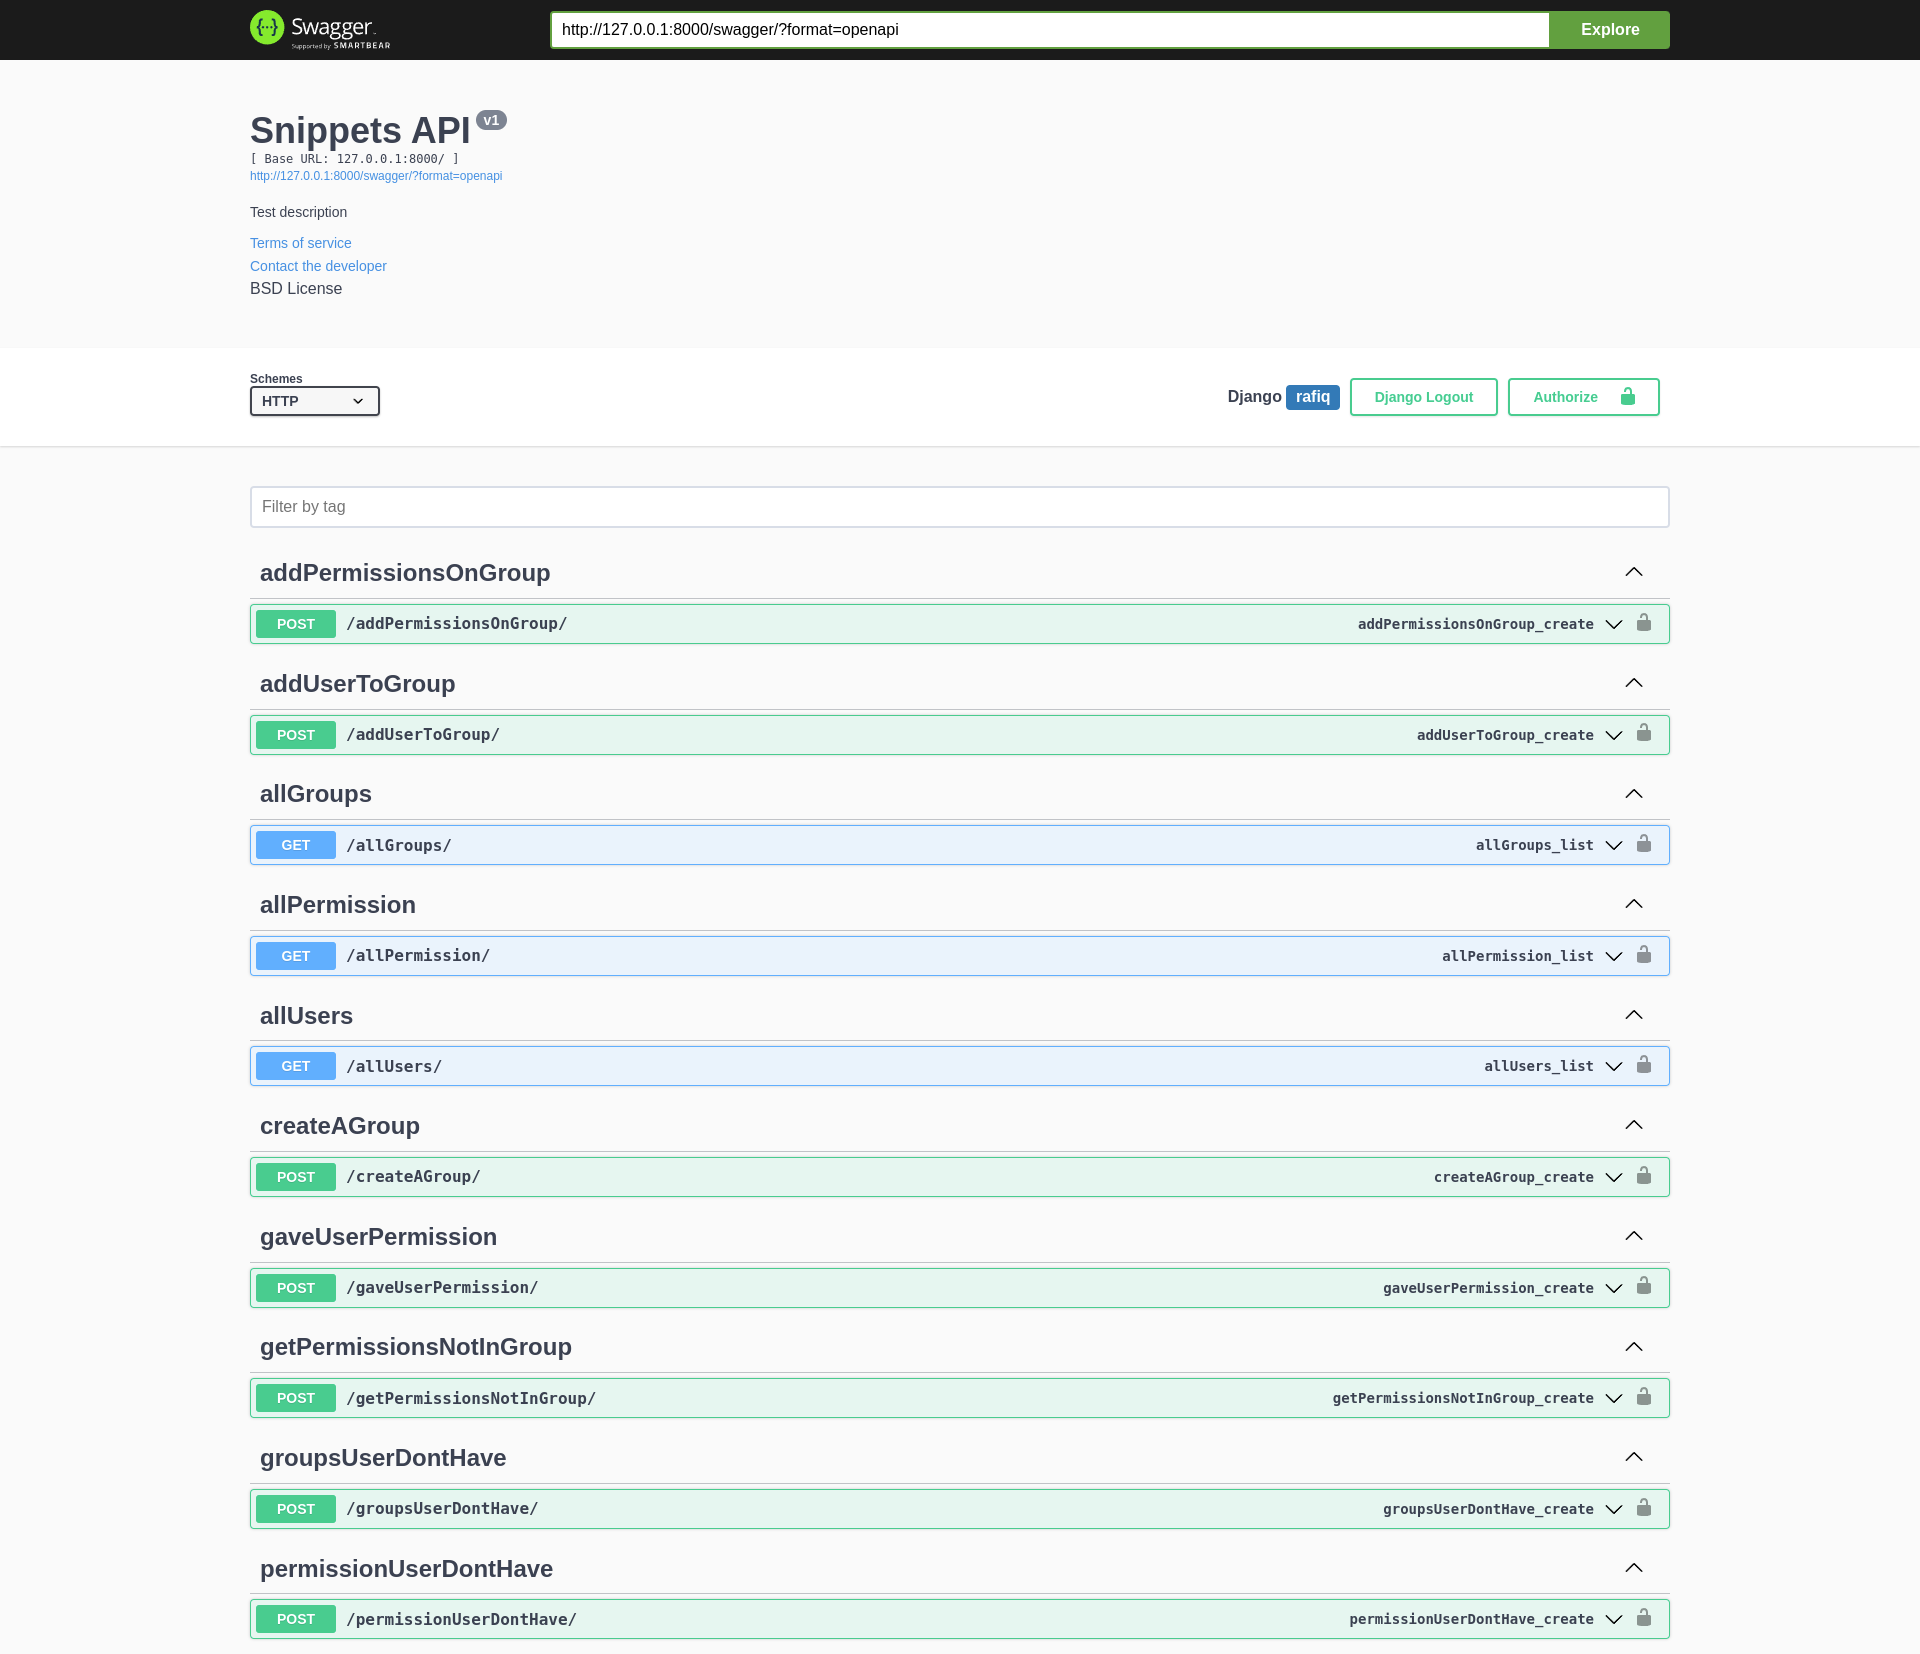 Swagger
Supported by SMARTBEAR
http://127.0.0.1:8000/swagger/?format=openapi
Explore
Snippets API v1
[ Base URL: 127.0.0.1:8000/ ]
http://127.0.0.1:8000/swagger/?format=openapi
Test description
Terms of service
Contact the developer
BSD License
Schemes
HTTP
Django rafiq
Django Logout
Authorize
Filter by tag
addPermissionsOnGroup
POST /addPermissionsOnGroup/ addPermissionsOnGroup_create
addUserToGroup
POST /addUserToGroup/ addUserToGroup_create
allGroups
GET /allGroups/ allGroups_list
allPermission
GET /allPermission/ allPermission_list
allUsers
GET /allUsers/ allUsers_list
createAGroup
POST /createAGroup/ createAGroup_create
gaveUserPermission
POST /gaveUserPermission/ gaveUserPermission_create
getPermissionsNotInGroup
POST /getPermissionsNotInGroup/ getPermissionsNotInGroup_create
groupsUserDontHave
POST /groupsUserDontHave/ groupsUserDontHave_create
permissionUserDontHave
POST /permissionUserDontHave/ permissionUserDontHave_create